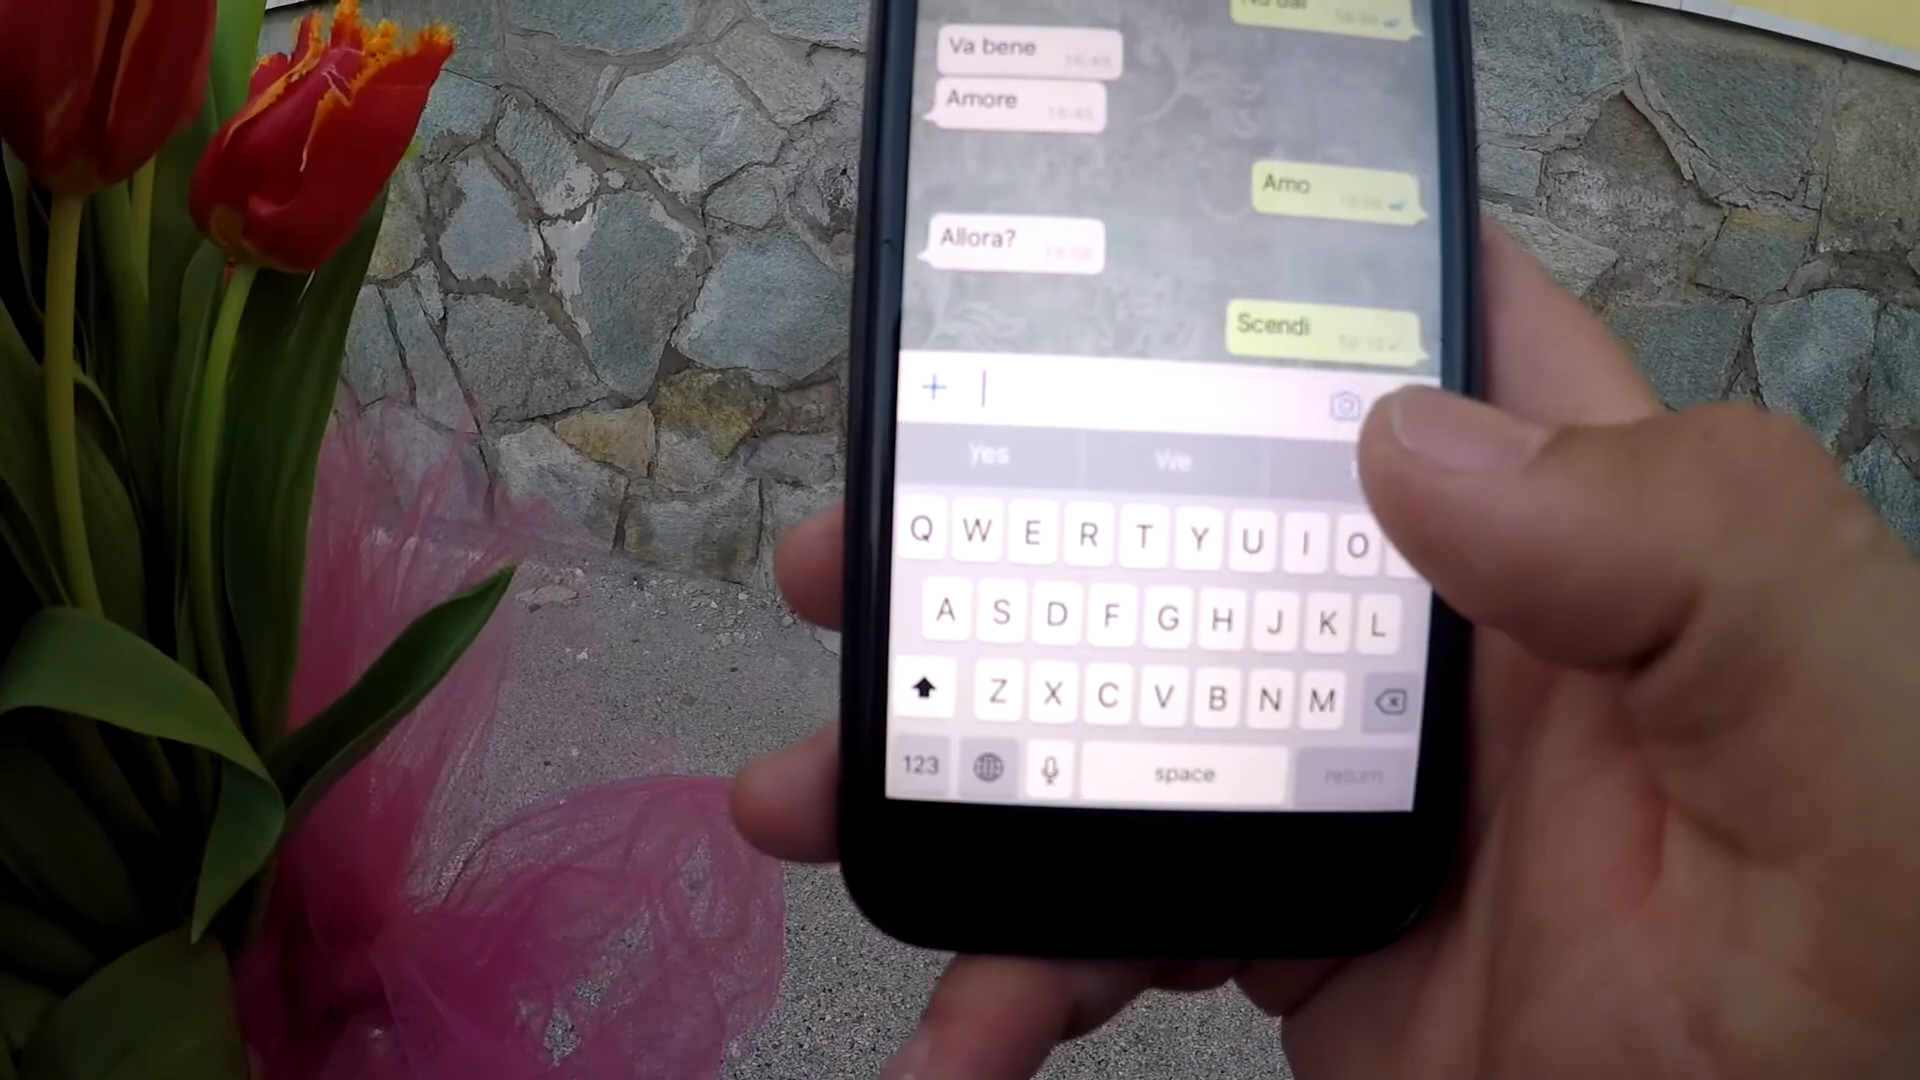 Va bene
Amore
Amo
Allora?
Scendi
Yes We
Q W E R T Y U I O
A S D F G H J K L
Z X C V B N M
123 space return